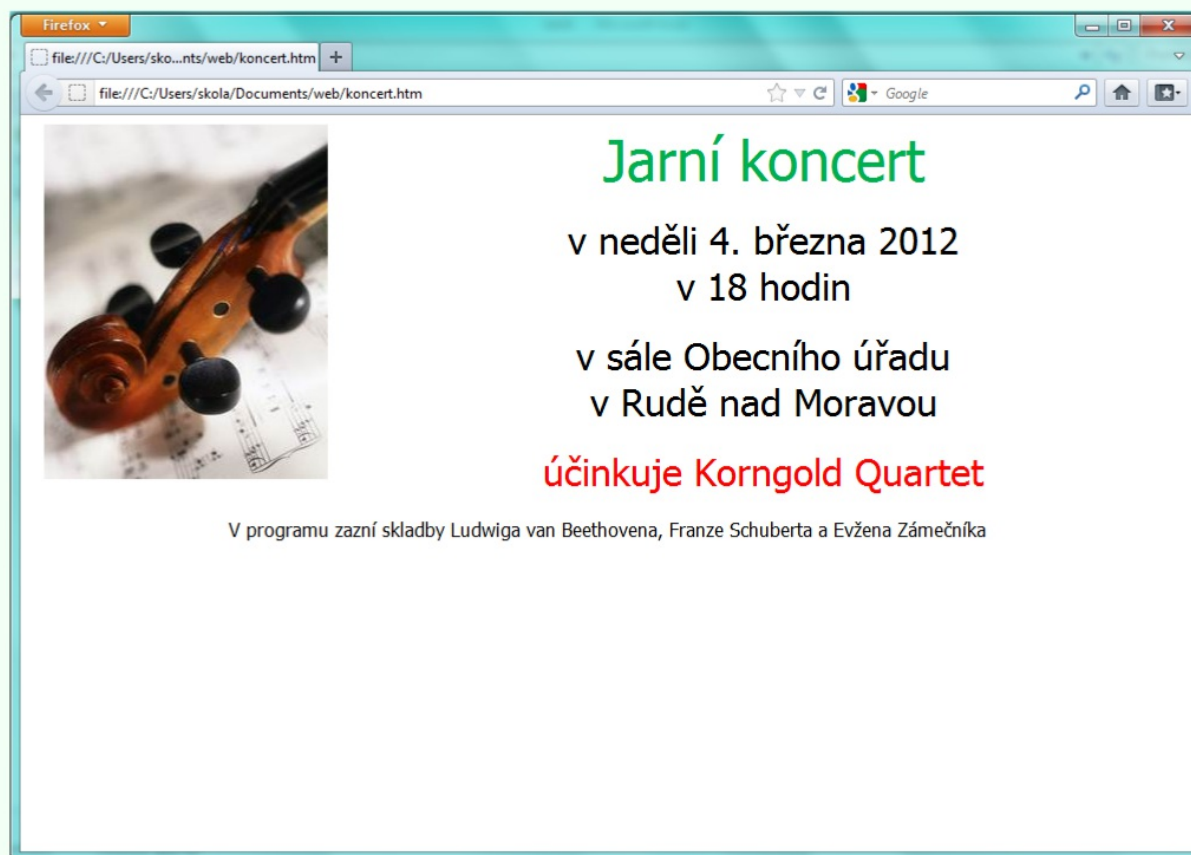 Firefox
file:///C:/Users/sko...nts/web/koncert.htm
file:///C:/Users/skola/Documents/web/koncert.htm
Google
Jarní koncert
v neděli 4. března 2012
v 18 hodin
v sále Obecního úřadu
v Rudě nad Moravou
účinkuje Korngold Quartet
V programu zazní skladby Ludwiga van Beethovena, Franze Schuberta a Evžena Zámečníka